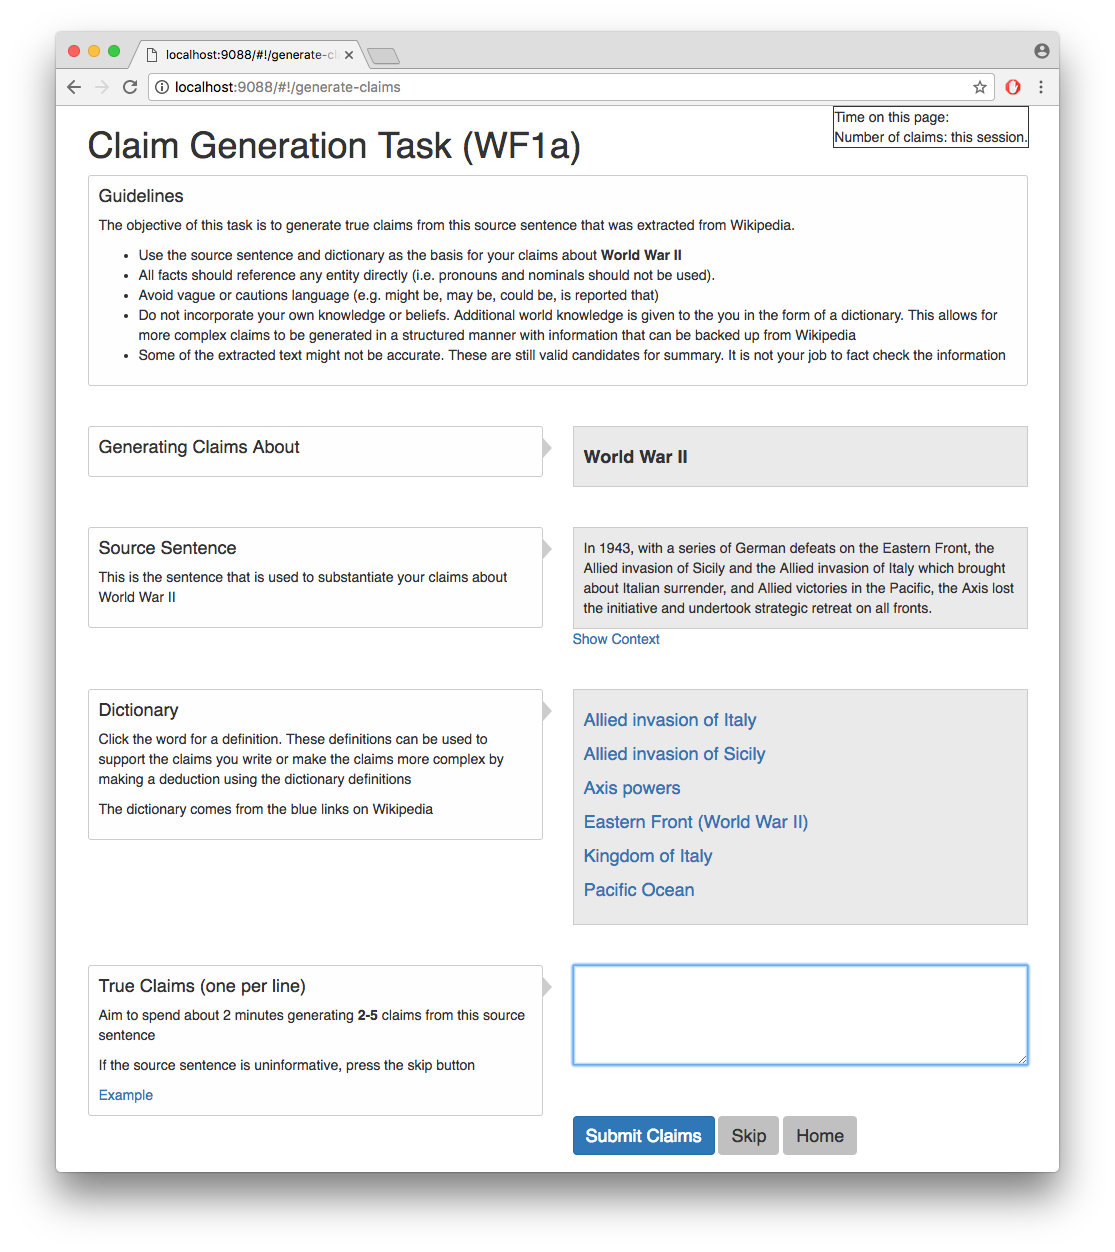 localhost:9088/#!/generate-cl
localhost:9088/#!/generate-claims
Time on this page:
Number of claims: this session.
Claim Generation Task (WF1a)
Guidelines
The objective of this task is to generate true claims from this source sentence that was extracted from Wikipedia.
• Use the source sentence and dictionary as the basis for your claims about World War II
• All facts should reference any entity directly (i.e. pronouns and nominals should not be used).
• Avoid vague or cautions language (e.g. might be, may be, could be, is reported that)
• Do not incorporate your own knowledge or beliefs. Additional world knowledge is given to the you in the form of a dictionary. This allows for
more complex claims to be generated in a structured manner with information that can be backed up from Wikipedia
• Some of the extracted text might not be accurate. These are still valid candidates for summary. It is not your job to fact check the information
Generating Claims About
World War II
Source Sentence
This is the sentence that is used to substantiate your claims about
World War II
In 1943, with a series of German defeats on the Eastern Front, the
Allied invasion of Sicily and the Allied invasion of Italy which brought
about Italian surrender, and Allied victories in the Pacific, the Axis lost
the initiative and undertook strategic retreat on all fronts.
Show Context
Dictionary
Click the word for a definition. These definitions can be used to
support the claims you write or make the claims more complex by
making a deduction using the dictionary definitions
The dictionary comes from the blue links on Wikipedia
Allied invasion of Italy
Allied invasion of Sicily
Axis powers
Eastern Front (World War II)
Kingdom of Italy
Pacific Ocean
True Claims (one per line)
Aim to spend about 2 minutes generating 2-5 claims from this source
sentence
If the source sentence is uninformative, press the skip button
Example
Submit Claims
Skip
Home